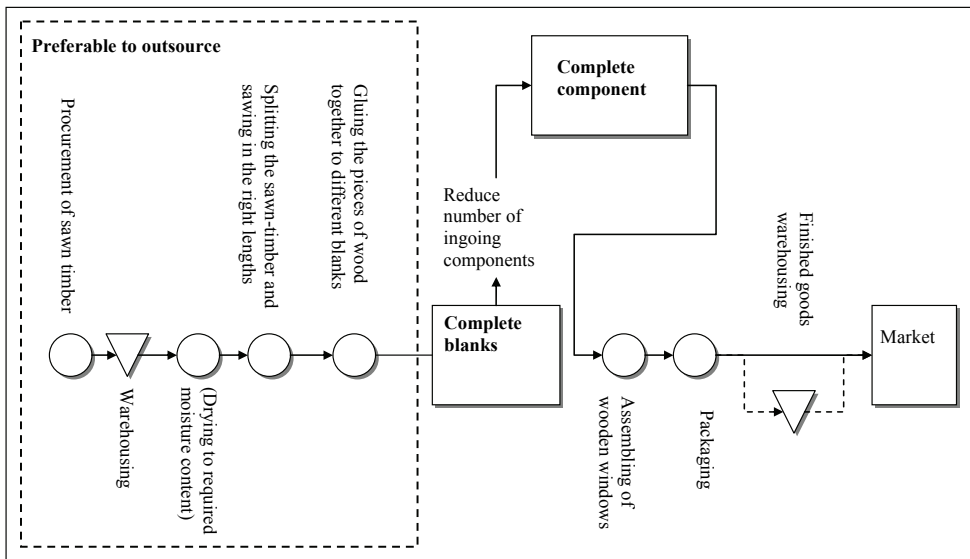 Preferable to outsource
Procurement of sawn timber
Warehousing
(Drying to required
moisture content)
Splitting the sawn-timber and
sawing in the right lengths
Gluing the pieces of wood
together to different blanks
Complete
blanks
Reduce
number of
ingoing
components
Complete
component
Assembling of
wooden windows
Packaging
Finished goods
warehousing
Market